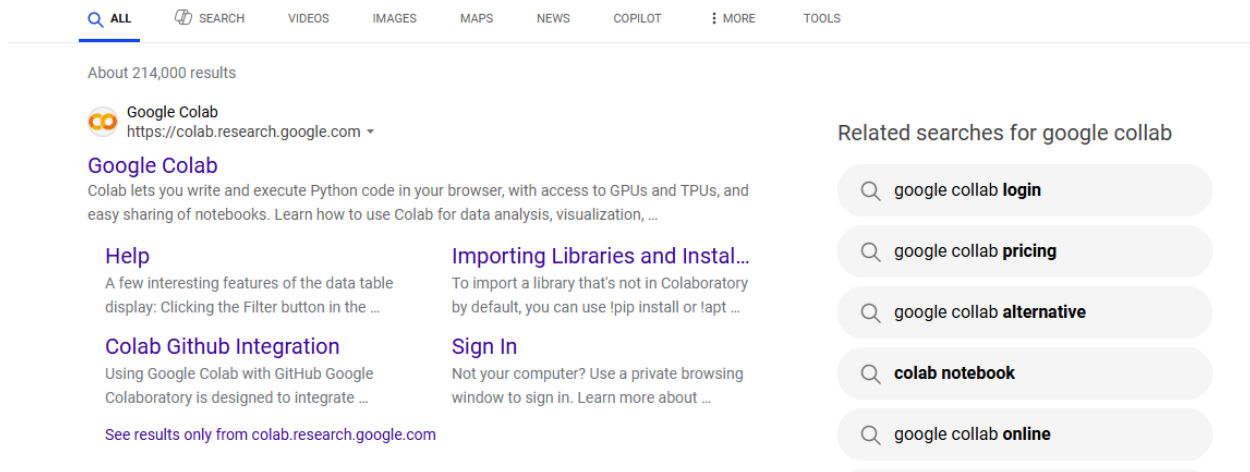 ALL SEARCH VIDEOS IMAGES MAPS NEWS COPILOT MORE TOOLS
About 214,000 results
Google Colab
https://colab.research.google.com
Google Colab
Colab lets you write and execute Python code in your browser, with access to GPUs and TPUs, and
easy sharing of notebooks. Learn how to use Colab for data analysis, visualization, ...
Help
A few interesting features of the data table
display: Clicking the Filter button in the ...
Importing Libraries and Instal...
To import a library that's not in Colaboratory
by default, you can use !pip install or !apt ...
Colab Github Integration
Using Google Colab with GitHub Google
Colaboratory is designed to integrate ...
Sign In
Not your computer? Use a private browsing
window to sign in. Learn more about ...
See results only from colab.research.google.com
Related searches for google collab
google collab login
google collab pricing
google collab alternative
colab notebook
google collab online